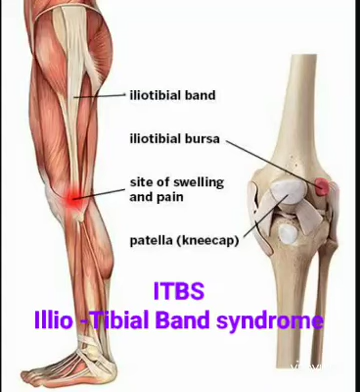 iliotibial band
iliotibial bursa
site of swelling
and pain
patella (kneecap)
ITBS
Illio -Tibial Band syndrome